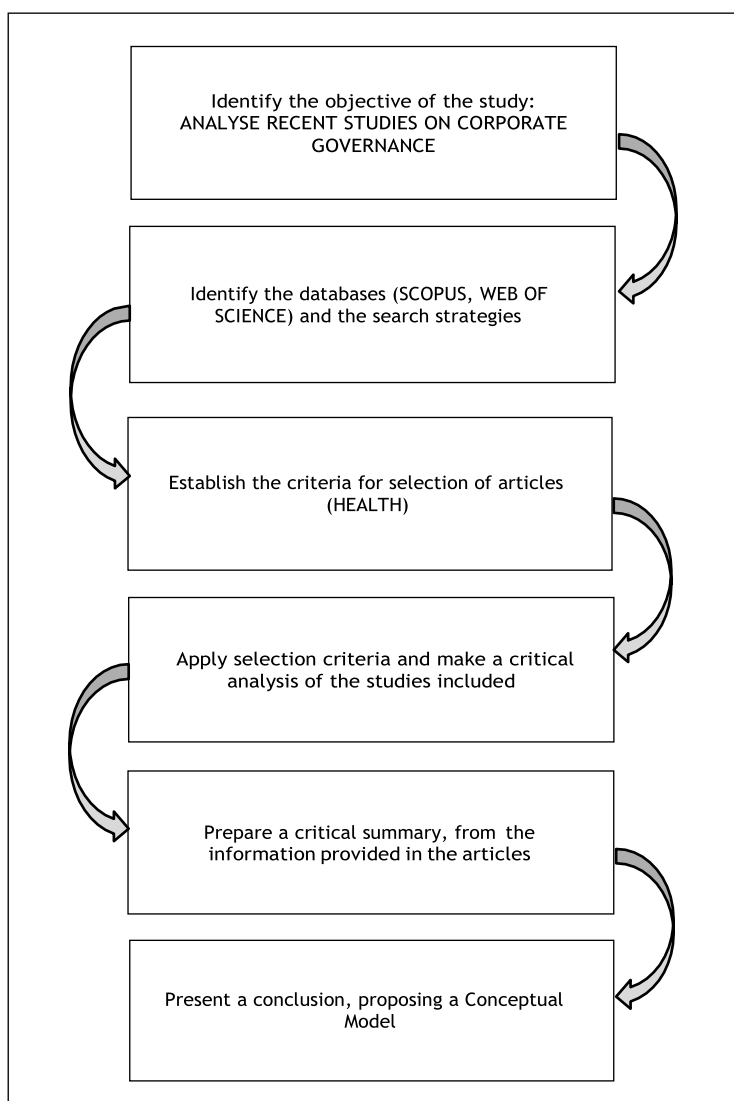 Identify the objective of the study:
ANALYSE RECENT STUDIES ON CORPORATE
GOVERNANCE
Identify the databases (SCOPUS, WEB OF
SCIENCE) and the search strategies
Establish the criteria for selection of articles
(HEALTH)
Apply selection criteria and make a critical
analysis of the studies included
Prepare a critical summary, from the
information provided in the articles
Present a conclusion, proposing a Conceptual
Model